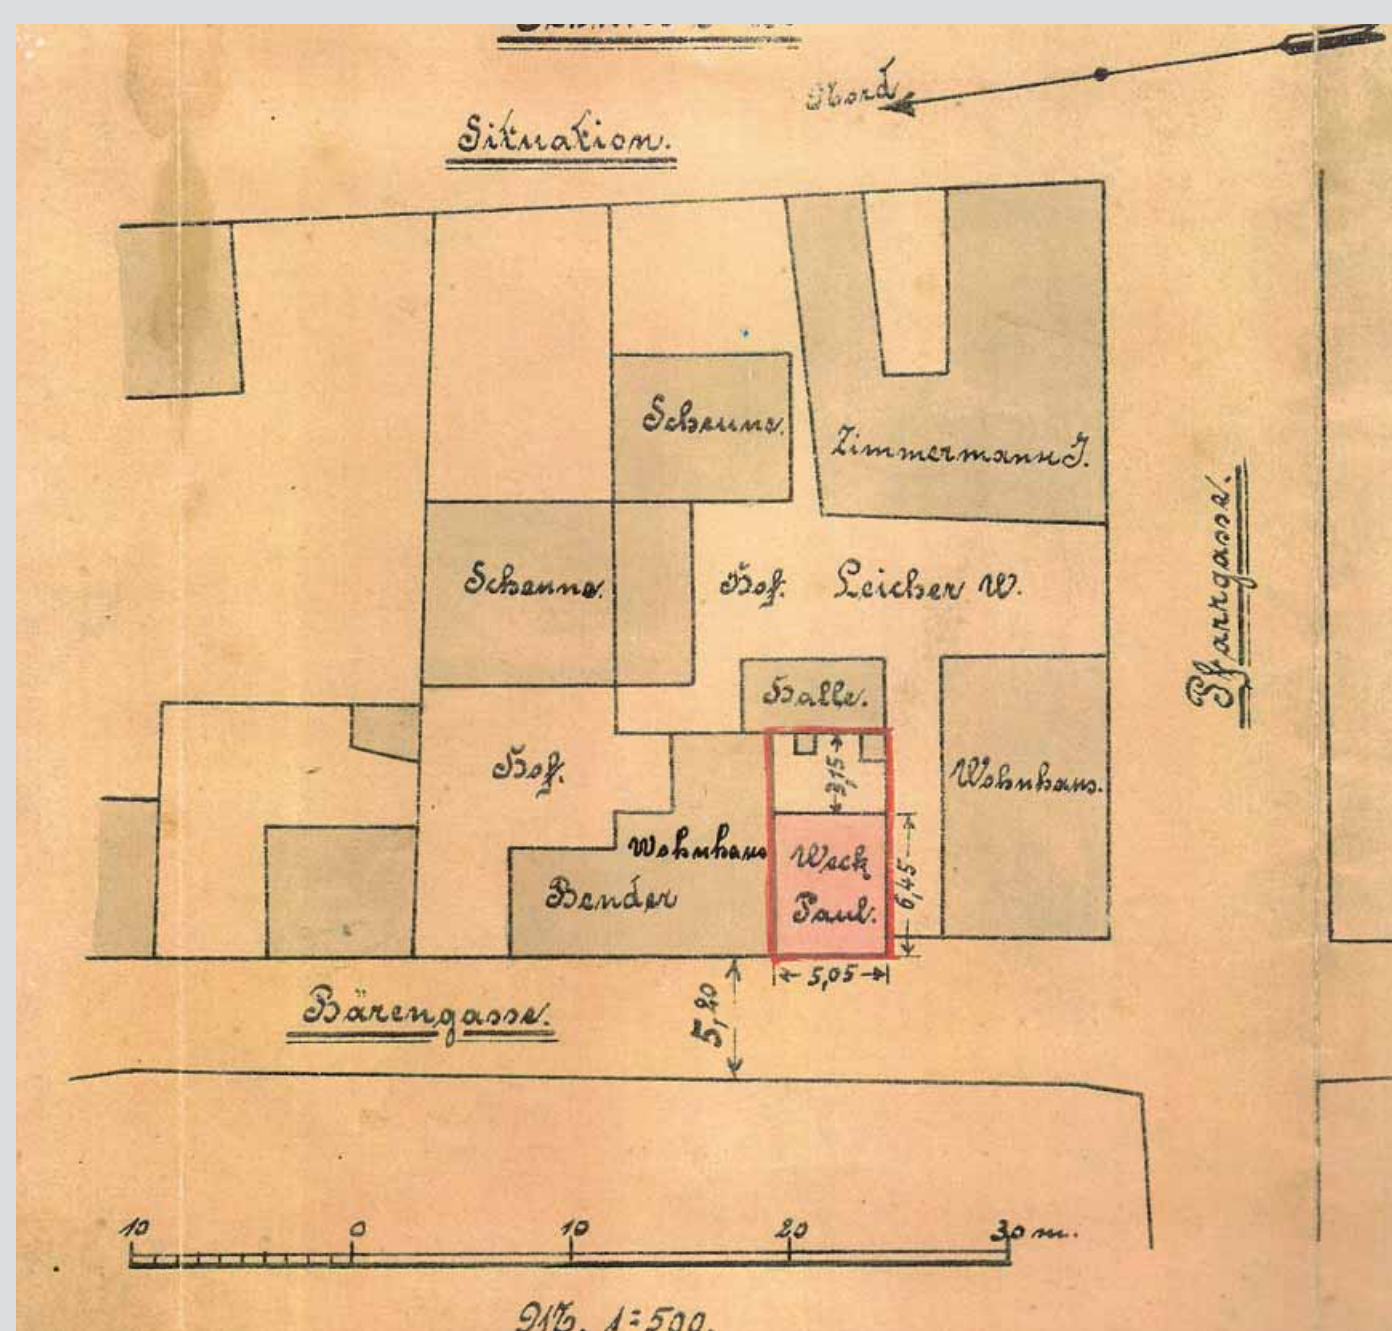 Nord
Situation.
Scheune.
Zimmermann J.
Scheune.
Hof. Leicher W.
Pfarrgasse.
Halle.
Hof.
3,15
Wohnhaus.
Wohnhaus
Weck
Paul.
6,45
Bender
5,05
5,20
Bärengasse.
10 0 10 20 30 m.
1=500.